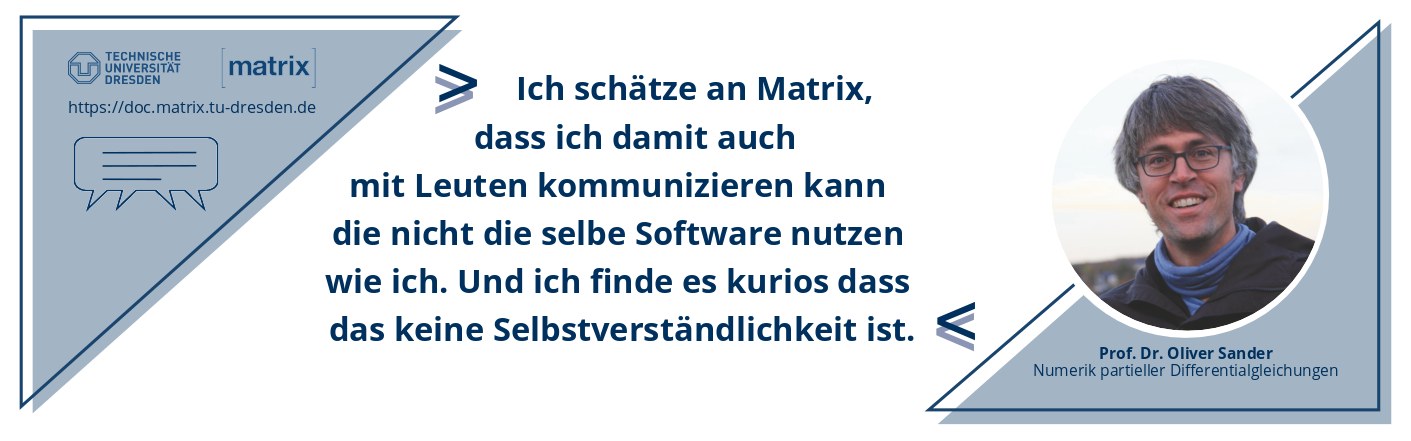 TECHNISCHE
UNIVERSITÄT
DRESDEN
[matrix]
https://doc.matrix.tu-dresden.de
> Ich schätze an Matrix,
dass ich damit auch
mit Leuten kommunizieren kann
die nicht die selbe Software nutzen
wie ich. Und ich finde es kurios dass
das keine Selbstverständlichkeit ist. <
Prof. Dr. Oliver Sander
Numerik partieller Differentialgleichungen